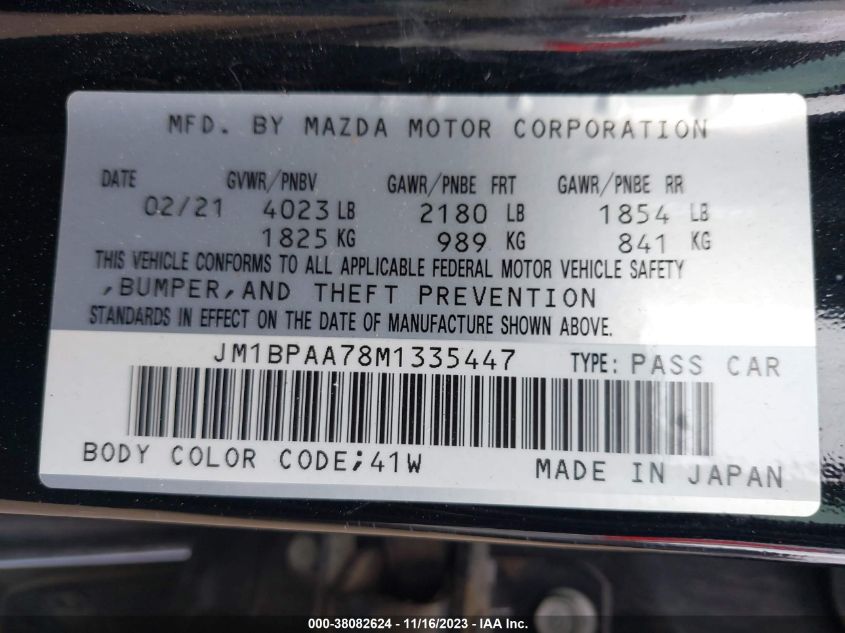 MFD. BY MAZDA MOTOR CORPORATION
DATE GVWR/PNBV GAWR/PNBE FRT GAWR/PNBE RR
02/21 4023 LB 2180 LB 1854 LB
1825 KG 989 KG 841 KG
THIS VEHICLE CONFORMS TO ALL APPLICABLE FEDERAL MOTOR VEHICLE SAFETY
,BUMPER,AND THEFT PREVENTION
STANDARDS IN EFFECT ON THE DATE OF MANUFACTURE SHOWN ABOVE.
JM1BPAA78M1335447 TYPE: PASS CAR
BODY COLOR CODE;41W MADE IN JAPAN
000-38082624 - 11/16/2023 - IAA Inc.